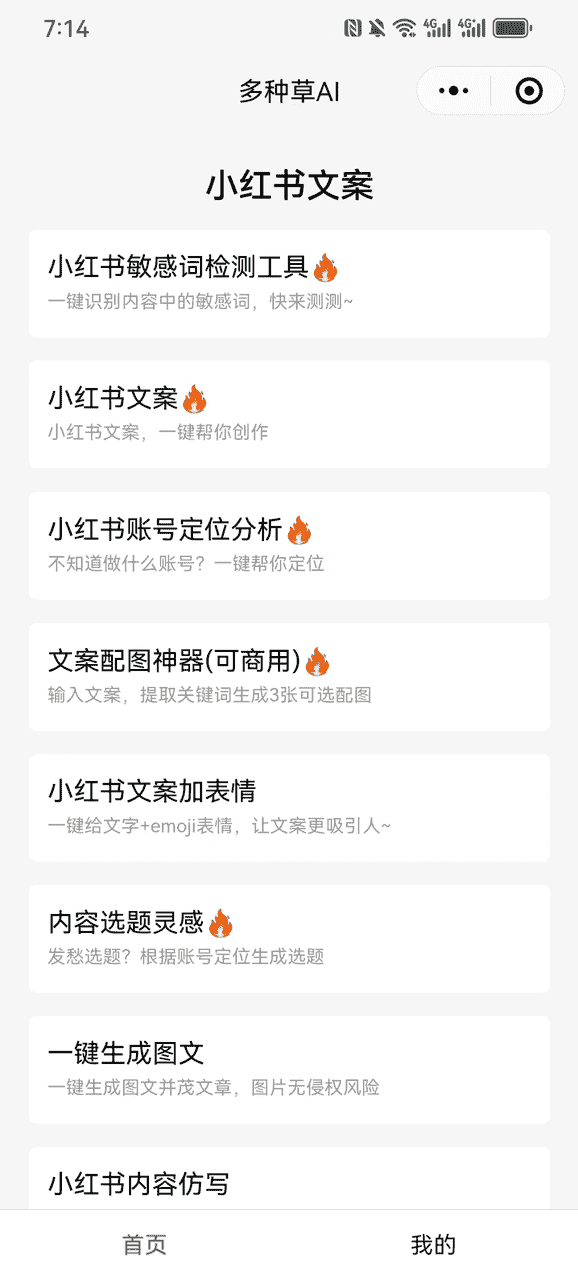 7:14
4G 4G
多种草AI
小红书文案
小红书敏感词检测工具🔥
一键识别内容中的敏感词，快来测测~
小红书文案🔥
小红书文案，一键帮你创作
小红书账号定位分析🔥
不知道做什么账号？一键帮你定位
文案配图神器(可商用)🔥
输入文案，提取关键词生成3张可选配图
小红书文案加表情
一键给文字+emoji表情，让文案更吸引人~
内容选题灵感🔥
发愁选题？根据账号定位生成选题
一键生成图文
一键生成图文并茂文章，图片无侵权风险
小红书内容仿写
首页
我的